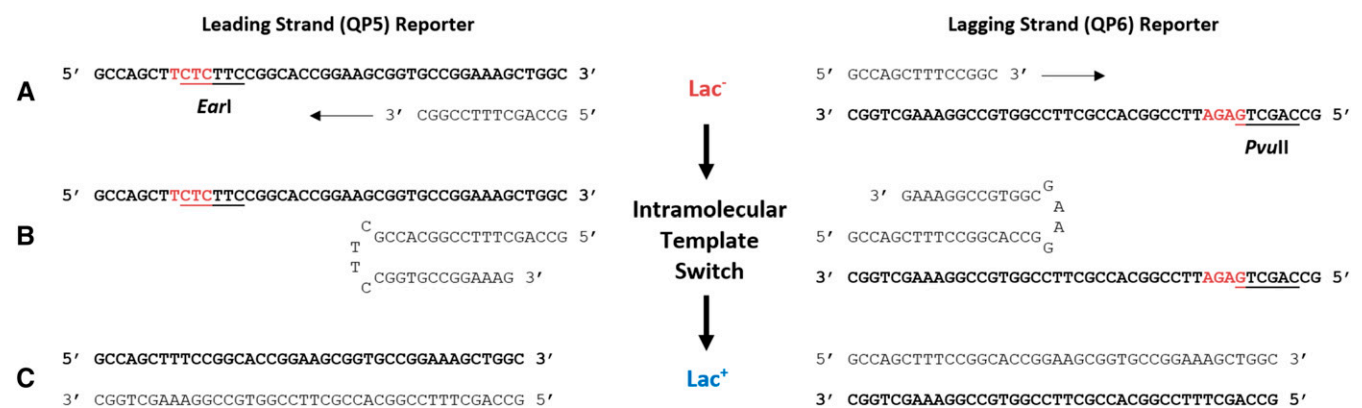 Leading Strand (QP5) Reporter
Lagging Strand (QP6) Reporter
A
5′ GCCAGCTTCTCTTCCGGCACCGGAAGCGGTGCCGGAAAGCTGGC 3′
EarI
3′ CGGCCTTTCGACCG 5′
Lac-
5′ GCCAGCTTTCCGGC 3′
3′ CGGTCGAAAGGCCGTGGCCTTCGCCACGGCCTTAGAGTCGACCG 5′
PvuII
B
5′ GCCAGCTTCTCTTCCGGCACCGGAAGCGGTGCCGGAAAGCTGGC 3′
C
GCCACGGCCTTTCGACCG 5′
T
T
C
CGGTGCCGGAAAG 3′
Intramolecular
Template
Switch
3′ GAAAGGCCGTGGC
G
A
A
G
5′ GCCAGCTTTCCGGCACCG
3′ CGGTCGAAAGGCCGTGGCCTTCGCCACGGCCTTAGAGTCGACCG 5′
C
5′ GCCAGCTTTCCGGCACCGGAAGCGGTGCCGGAAAGCTGGC 3′
3′ CGGTCGAAAGGCCGTGGCCTTCGCCACGGCCTTTCGACCG 5′
Lac+
5′ GCCAGCTTTCCGGCACCGGAAGCGGTGCCGGAAAGCTGGC 3′
3′ CGGTCGAAAGGCCGTGGCCTTCGCCACGGCCTTTCGACCG 5′